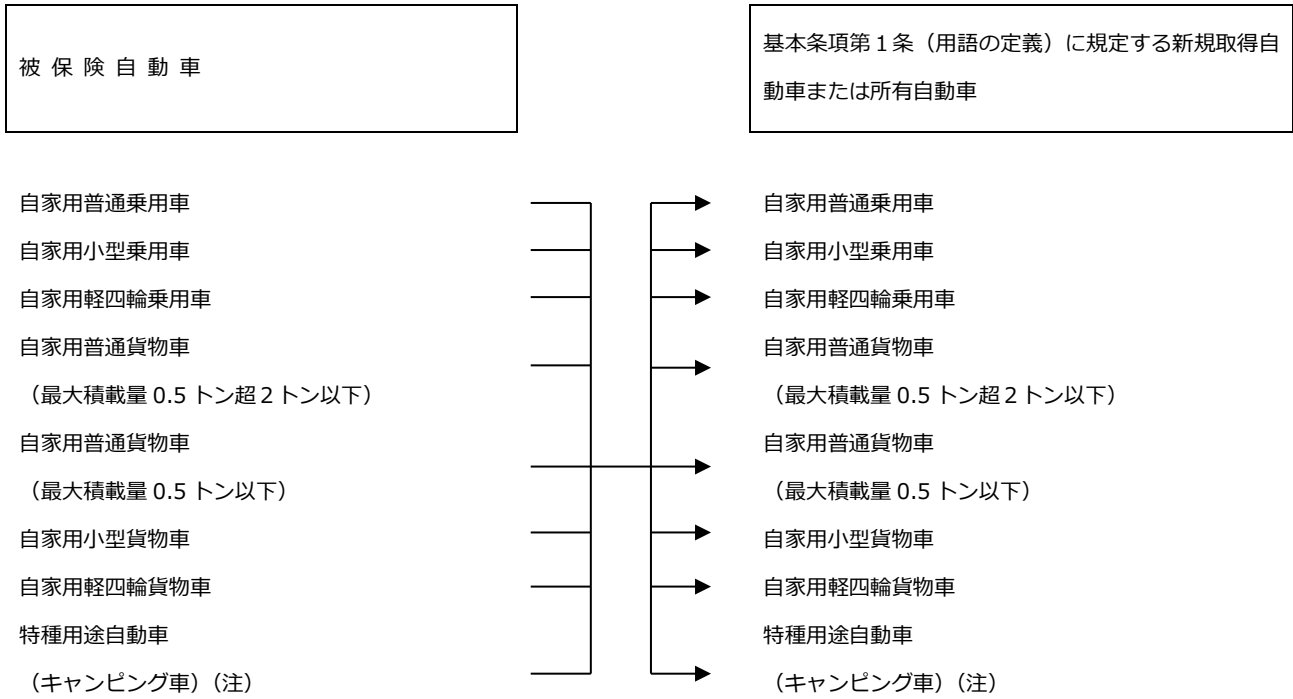 被保険自動車
基本条項第１条（用語の定義）に規定する新規取得自
動車または所有自動車
自家用普通乗用車
自家用小型乗用車
自家用軽四輪乗用車
自家用普通貨物車
（最大積載量 0.5 トン超２トン以下）
自家用普通貨物車
（最大積載量 0.5 トン以下）
自家用小型貨物車
自家用軽四輪貨物車
特種用途自動車
（キャンピング車）（注）
自家用普通乗用車
自家用小型乗用車
自家用軽四輪乗用車
自家用普通貨物車
（最大積載量 0.5 トン超２トン以下）
自家用普通貨物車
（最大積載量 0.5 トン以下）
自家用小型貨物車
自家用軽四輪貨物車
特種用途自動車
（キャンピング車）（注）